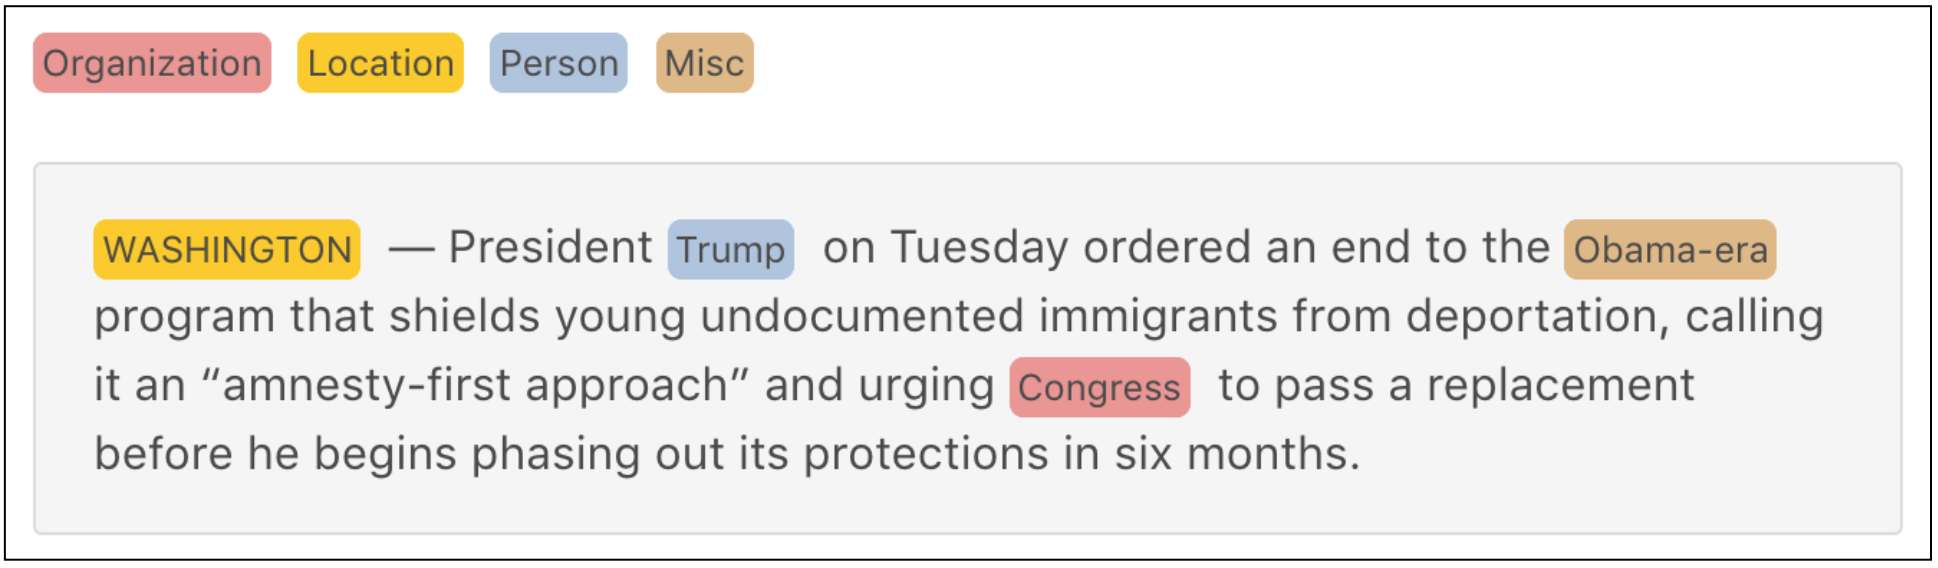 Organization Location Person Misc
WASHINGTON — President Trump on Tuesday ordered an end to the Obama-era
program that shields young undocumented immigrants from deportation, calling
it an “amnesty-first approach” and urging Congress to pass a replacement
before he begins phasing out its protections in six months.